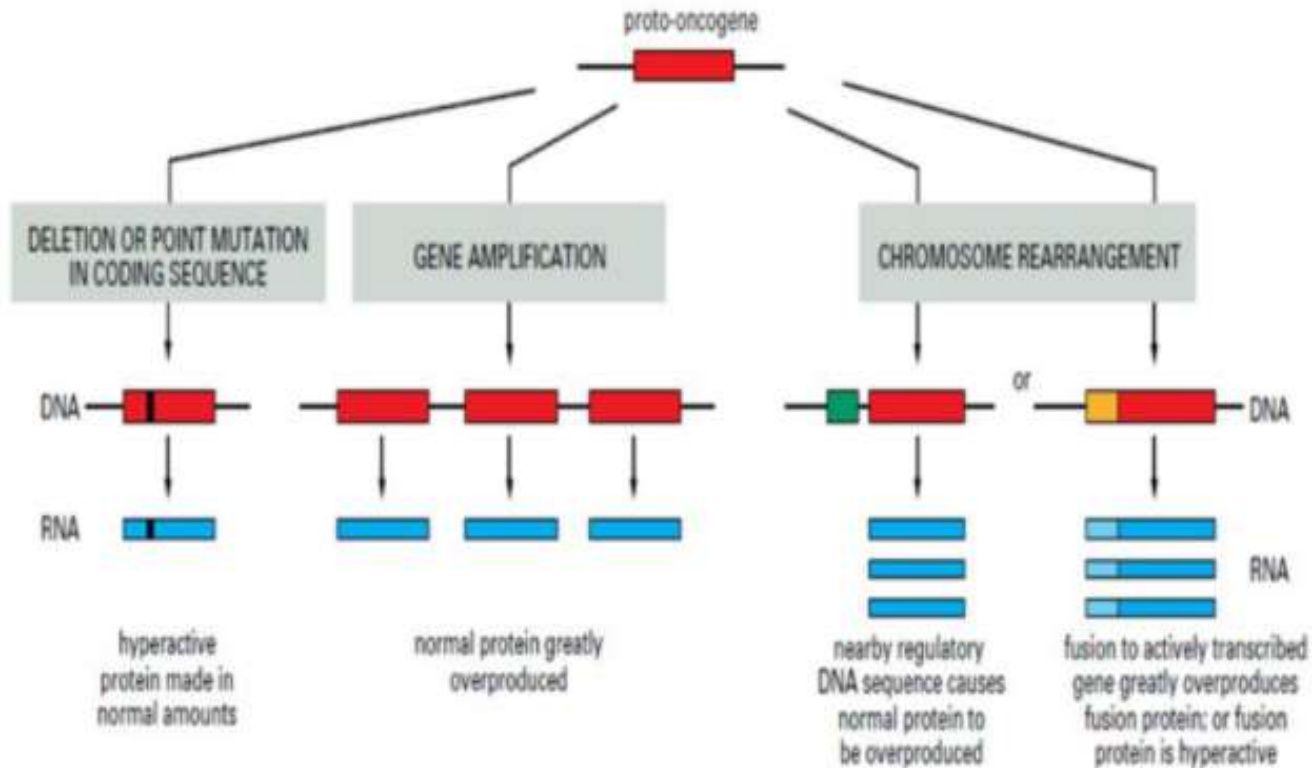 proto-oncogene
DELETION OR POINT MUTATION
IN CODING SEQUENCE
GENE AMPLIFICATION
CHROMOSOME REARRANGEMENT
DNA
or
DNA
RNA
RNA
hyperactive
protein made in
normal amounts
normal protein greatly
overproduced
nearby regulatory
DNA sequence causes
normal protein to
be overproduced
fusion to actively transcribed
gene greatly overproduces
fusion protein; or fusion
protein is hyperactive